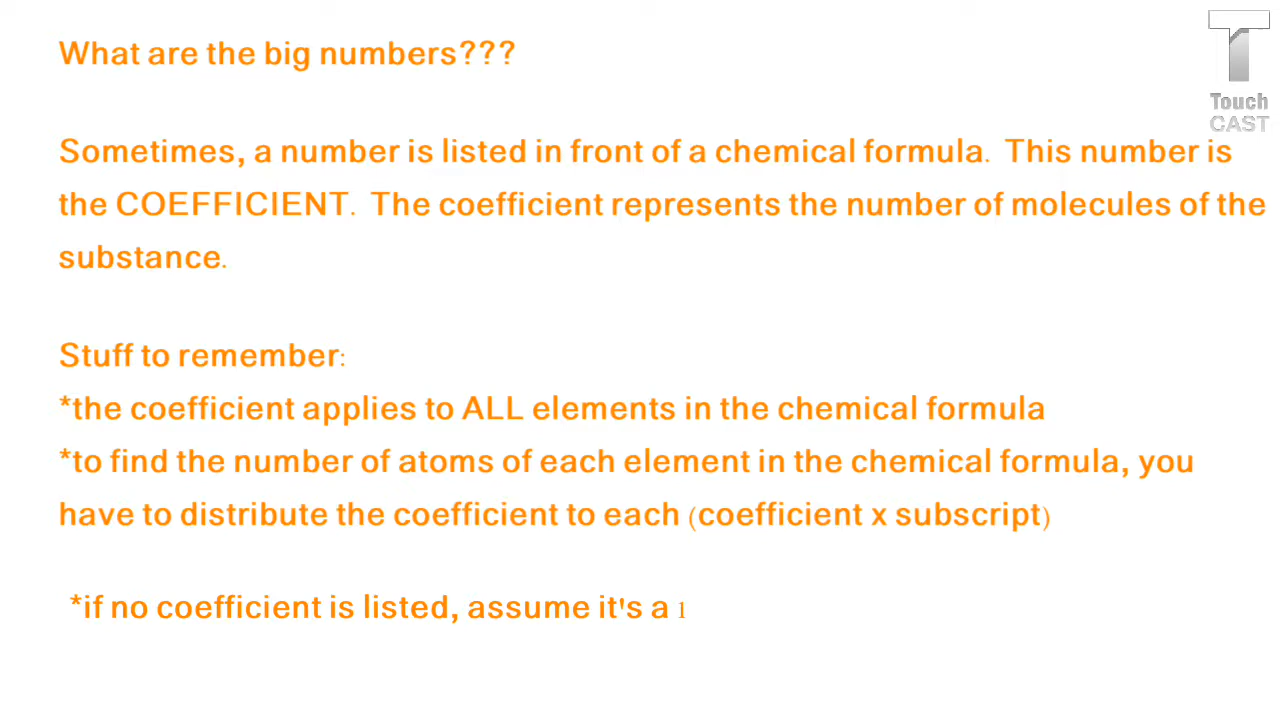 What are the big numbers???
Touch
CAST
Sometimes, a number is listed in front of a chemical formula. This number is
the COEFFICIENT. The coefficient represents the number of molecules of the
substance.
Stuff to remember:
*the coefficient applies to ALL elements in the chemical formula
*to find the number of atoms of each element in the chemical formula, you
have to distribute the coefficient to each (coefficient x subscript)
*if no coefficient is listed, assume it's a 1